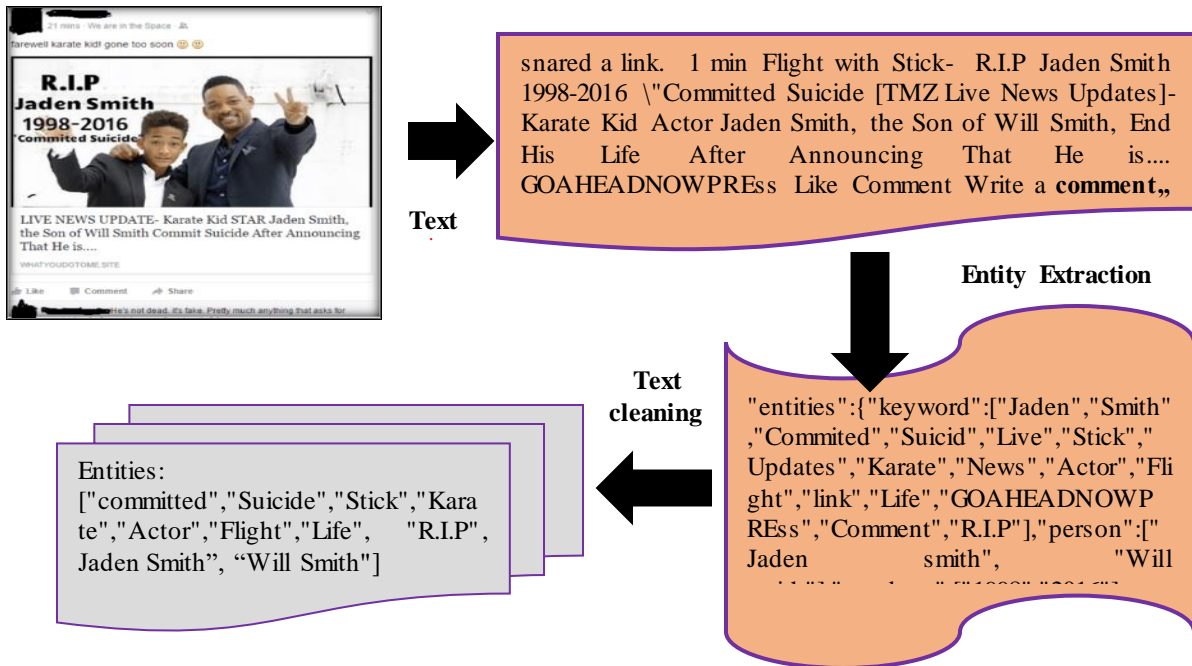 21 mins · We are in the Space ·
farewell karate kid! gone too soon
R.I.P
Jaden Smith
1998-2016
"Commited Suicide"
LIVE NEWS UPDATE- Karate Kid STAR Jaden Smith,
the Son of Will Smith Commit Suicide After Announcing
That He is....
WHATYOUDOTOME.SITE
Like Comment Share
He's not dead. It's fake. Pretty much anything that asks for
Text
snared a link. 1 min Flight with Stick- R.I.P Jaden Smith
1998-2016 \"Committed Suicide [TMZ Live News Updates]-
Karate Kid Actor Jaden Smith, the Son of Will Smith, End
His Life After Announcing That He is....
GOAHEADNOWPREss Like Comment Write a comment,,
Entity Extraction
"entities":{"keyword":["Jaden","Smith"
,"Commited","Suicid","Live","Stick","
Updates","Karate","News","Actor","Fli
ght","link","Life","GOAHEADNOWP
REss","Comment","R.I.P"],"person":["
Jaden smith", "Will
Text
cleaning
Entities:
["committed","Suicide","Stick","Kara
te","Actor","Flight","Life", "R.I.P",
Jaden Smith”, “Will Smith"]